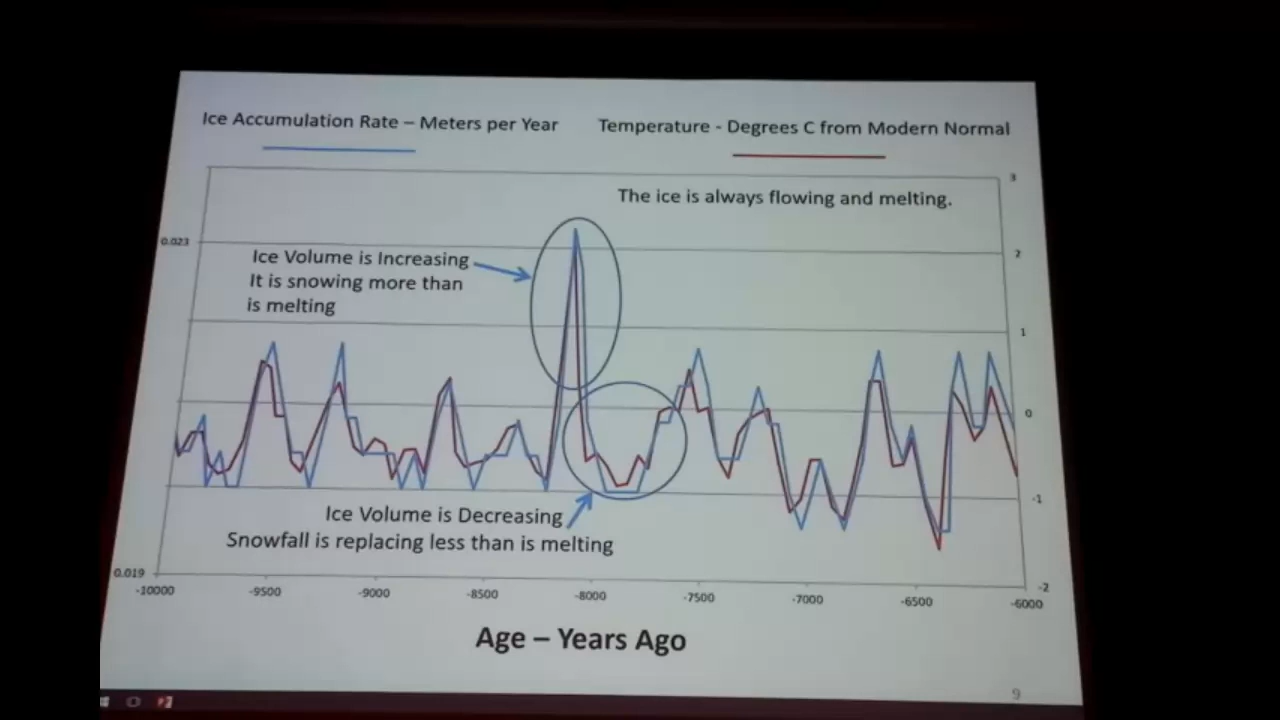 Ice Accumulation Rate – Meters per Year
Temperature - Degrees C from Modern Normal
3
The ice is always flowing and melting.
0.023
2
Ice Volume is Increasing
It is snowing more than
is melting
1
0
-1
Ice Volume is Decreasing
Snowfall is replacing less than is melting
0.019
-2
-10000 -9500 -9000 -8500 -8000 -7500 -7000 -6500 -6000
Age – Years Ago
9